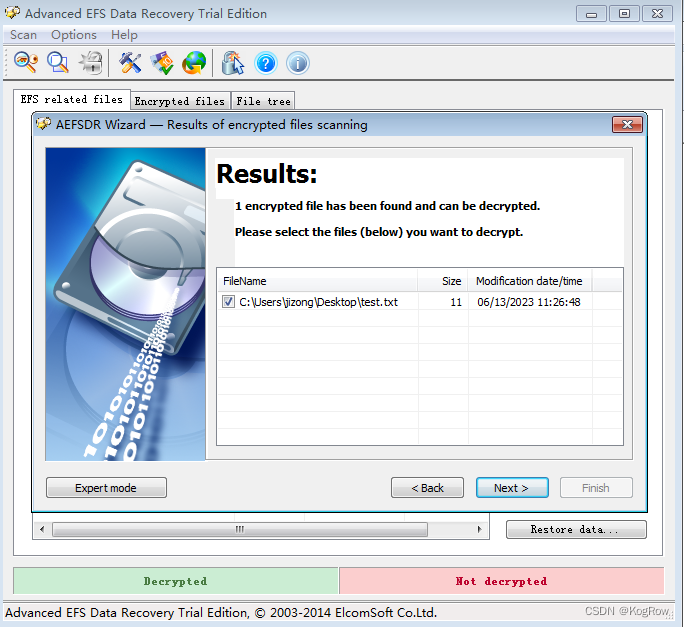 Advanced EFS Data Recovery Trial Edition
Scan Options Help
EFS related files Encrypted files File tree
AEFSDR Wizard — Results of encrypted files scanning
Results:
1 encrypted file has been found and can be decrypted.
Please select the files (below) you want to decrypt.
FileName Size Modification date/time
C:\Users\jizong\Desktop\test.txt 11 06/13/2023 11:26:48
Expert mode < Back Next > Finish
Restore data...
Decrypted Not decrypted
Advanced EFS Data Recovery Trial Edition, © 2003-2014 ElcomSoft Co.Ltd.
CSDN @KogRow